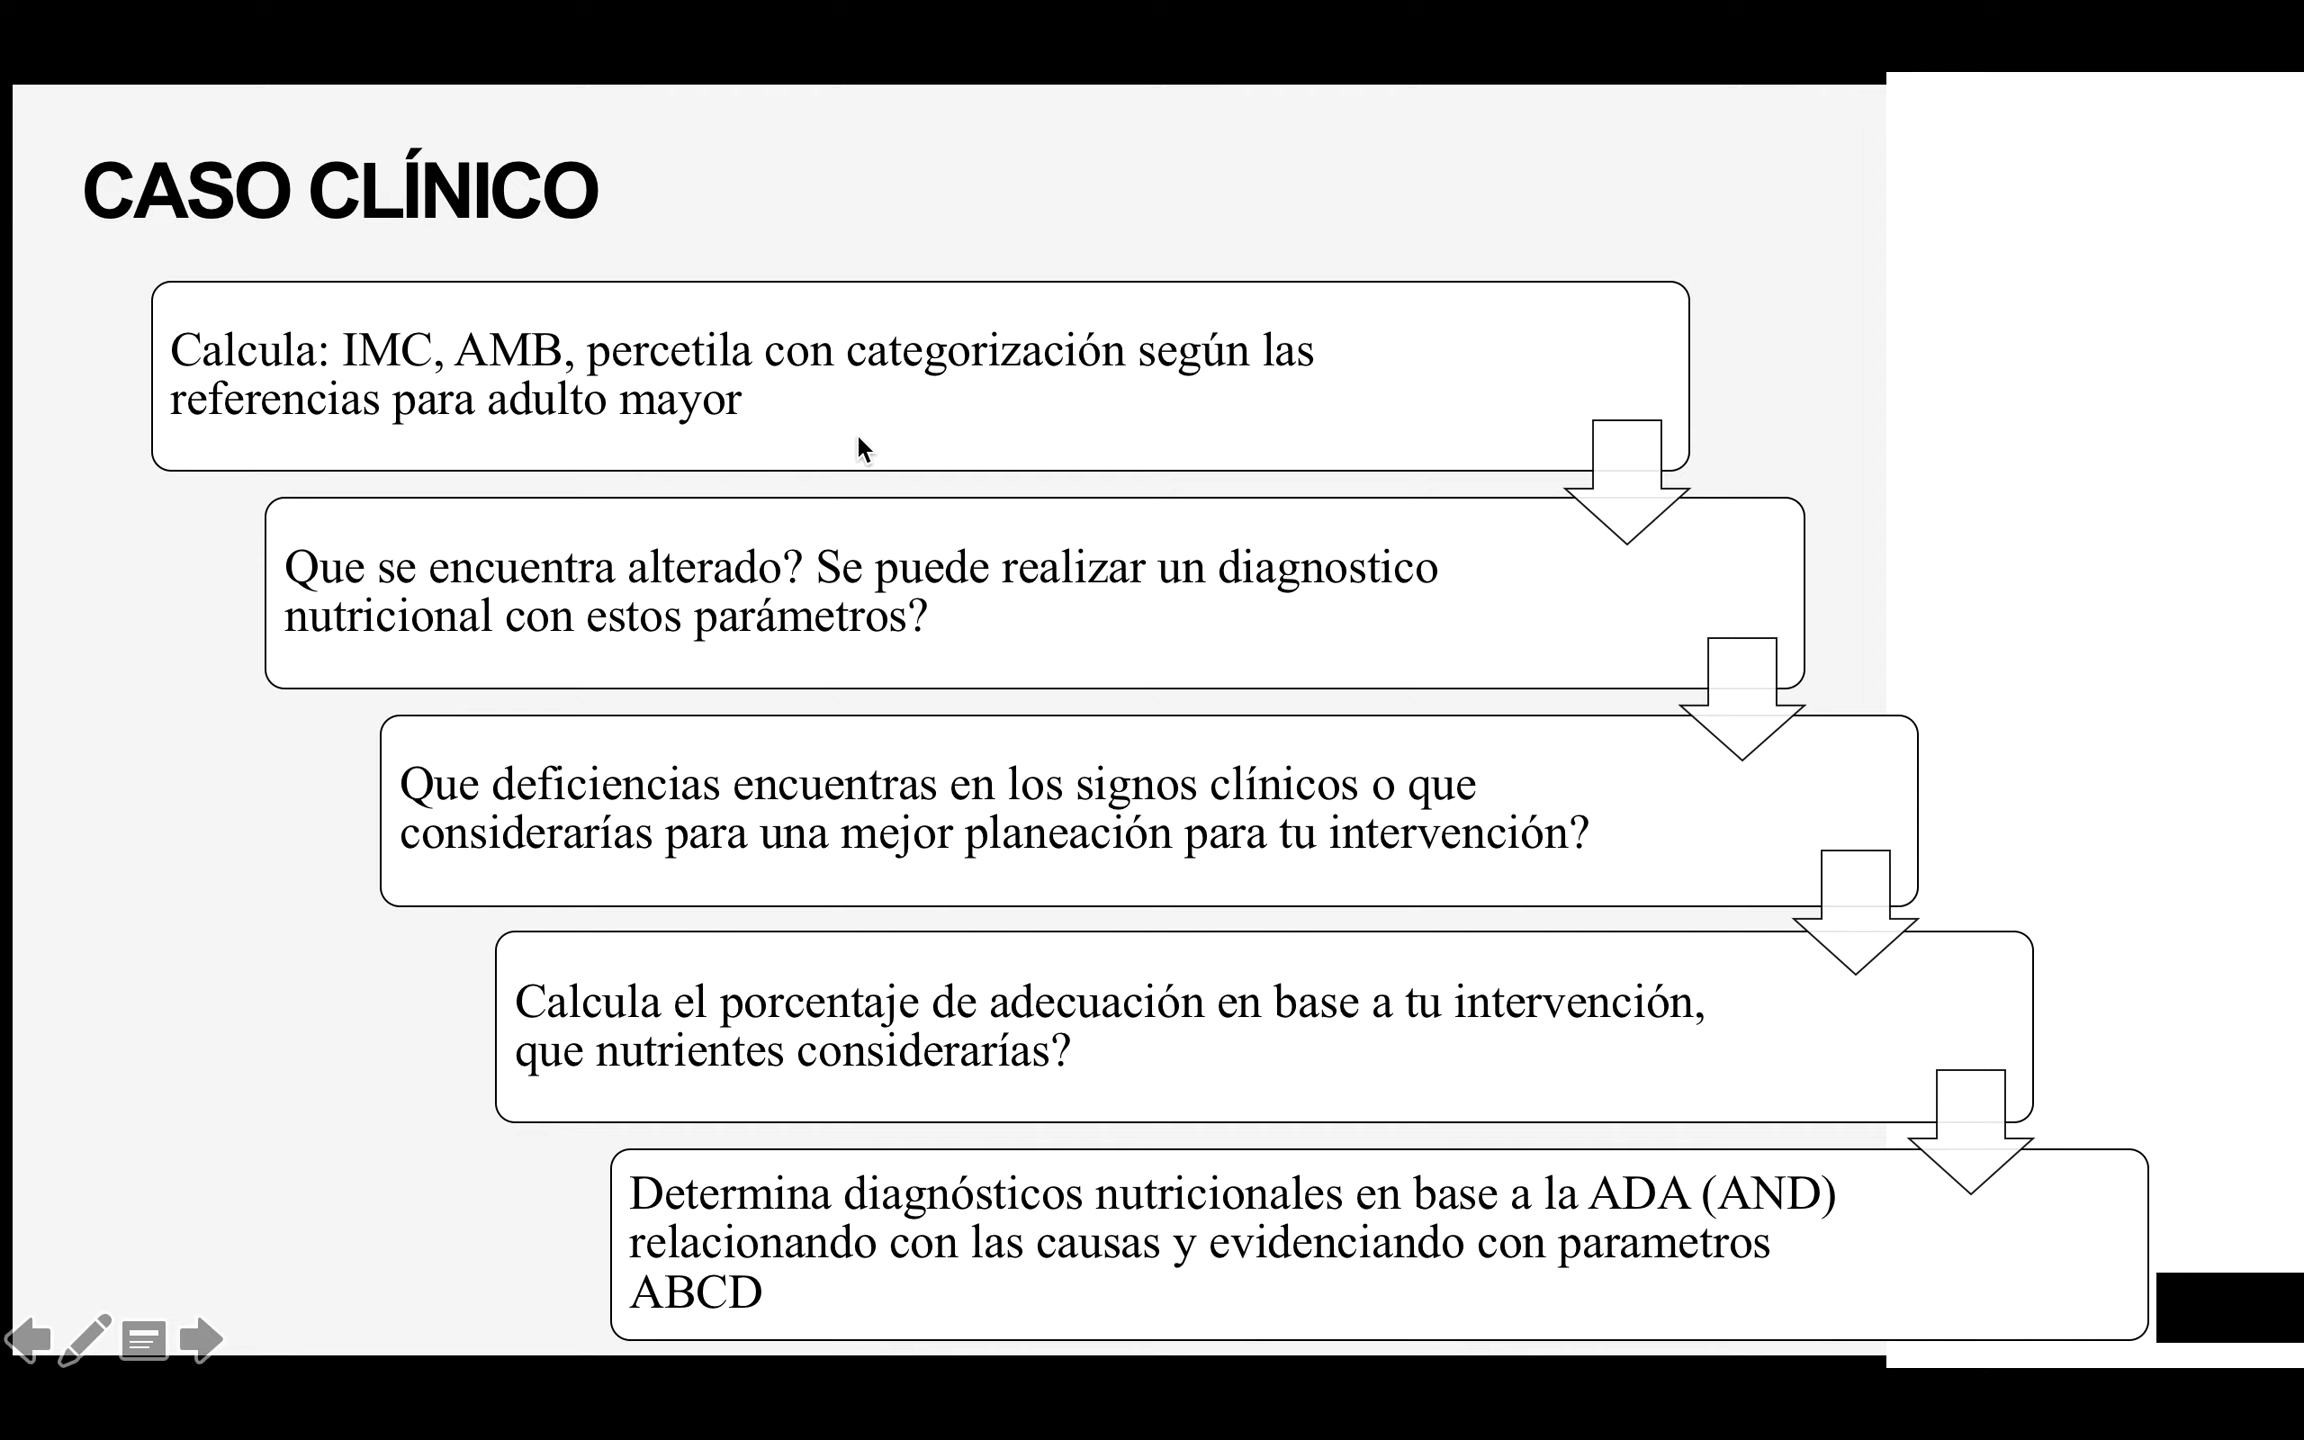 CASO CLÍNICO
Calcula: IMC, AMB, percetila con categorización según las
referencias para adulto mayor
Que se encuentra alterado? Se puede realizar un diagnostico
nutricional con estos parámetros?
Que deficiencias encuentras en los signos clínicos o que
considerarías para una mejor planeación para tu intervención?
Calcula el porcentaje de adecuación en base a tu intervención,
que nutrientes considerarías?
Determina diagnósticos nutricionales en base a la ADA (AND)
relacionando con las causas y evidenciando con parametros
ABCD